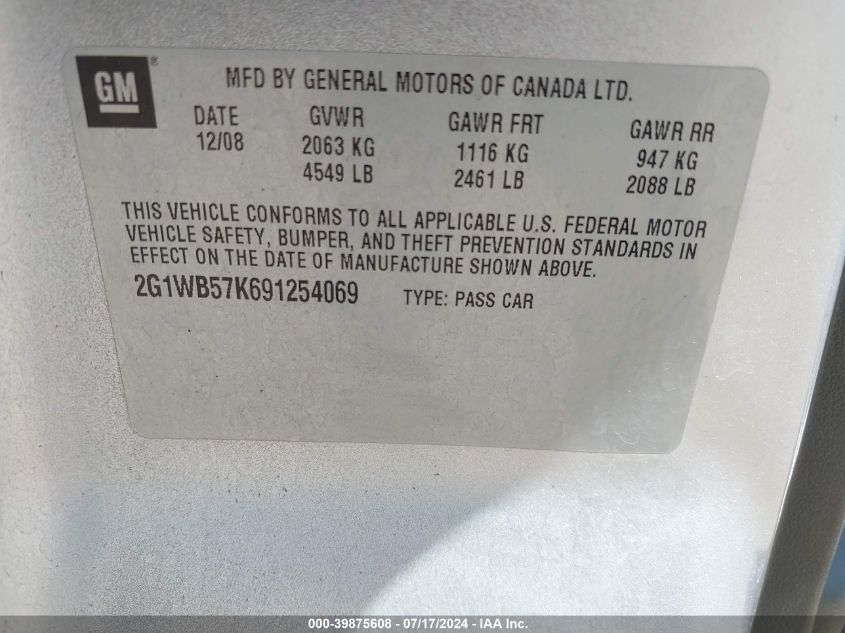 GM®
MFD BY GENERAL MOTORS OF CANADA LTD.
DATE GVWR GAWR FRT GAWR RR
12/08 2063 KG 1116 KG 947 KG
4549 LB 2461 LB 2088 LB
THIS VEHICLE CONFORMS TO ALL APPLICABLE U.S. FEDERAL MOTOR
VEHICLE SAFETY, BUMPER, AND THEFT PREVENTION STANDARDS IN
EFFECT ON THE DATE OF MANUFACTURE SHOWN ABOVE.
2G1WB57K691254069 TYPE: PASS CAR
000-39875608 - 07/17/2024 - IAA Inc.